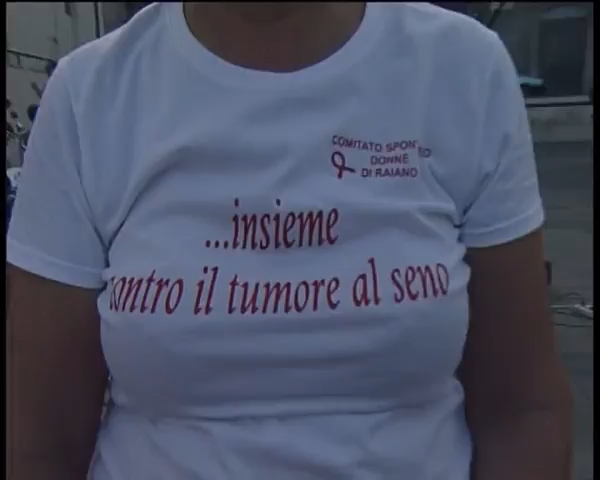 COMITATO
DONNE
DI RAIANO
...insieme
contro il tumore al seno